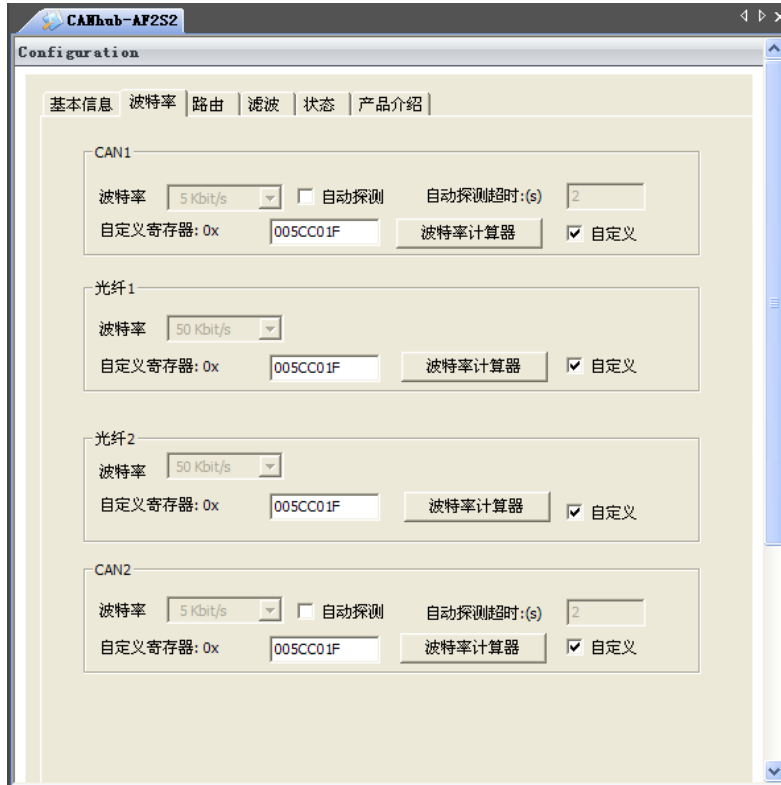 CANhub-AF2S2
Configuration
基本信息 波特率 路由 滤波 状态 产品介绍
CAN1
波特率 5 Kbit/s 自动探测 自动探测超时:(s) 2
自定义寄存器: 0x 005CC01F 波特率计算器 自定义
光纤1
波特率 50 Kbit/s
自定义寄存器: 0x 005CC01F 波特率计算器 自定义
光纤2
波特率 50 Kbit/s
自定义寄存器: 0x 005CC01F 波特率计算器 自定义
CAN2
波特率 5 Kbit/s 自动探测 自动探测超时:(s) 2
自定义寄存器: 0x 005CC01F 波特率计算器 自定义